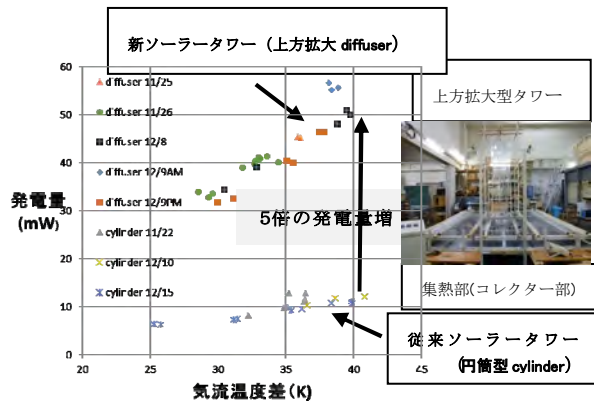 新ソーラータワー（上方拡大 diffuser）
60
50
40
30
20
10
0
発電量
(mW)
diffuser 11/25
diffuser 11/26
diffuser 12/8
diffuser 12/9AM
diffuser 12/9PM
cylinder 11/22
cylinder 12/10
cylinder 12/15
5倍の発電量増
上方拡大型タワー
集熱部(コレクター部)
従来ソーラータワー
(円筒型 cylinder）
20 25 30 35 40 45
気流温度差（K）